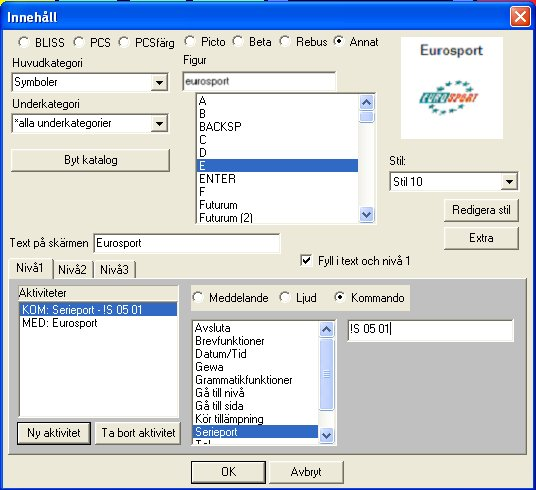 Innehåll
BLISS PCS PCSfärg Picto Beta Rebus Annat
Huvudkategori
Symboler
Underkategori
*alla underkategorier
Byt katalog
Figur
eurosport
A
B
BACKSP
C
D
E
ENTER
F
Futurum
Futurum (2)
Eurosport
EUROSPORT
Stil:
Stil 10
Redigera stil
Extra
Text på skärmen Eurosport
Fyll i text och nivå 1
Nivå1 Nivå2 Nivå3
Aktiviteter
KOM: Serieport - !S 05 01
MED: Eurosport
Ny aktivitet Ta bort aktivitet
Meddelande Ljud Kommando
Avsluta
Brevfunktioner
Datum/Tid
Gewa
Grammatikfunktioner
Gå till nivå
Gå till sida
Kör tillämpning
Serieport
!S 05 01
OK Avbryt